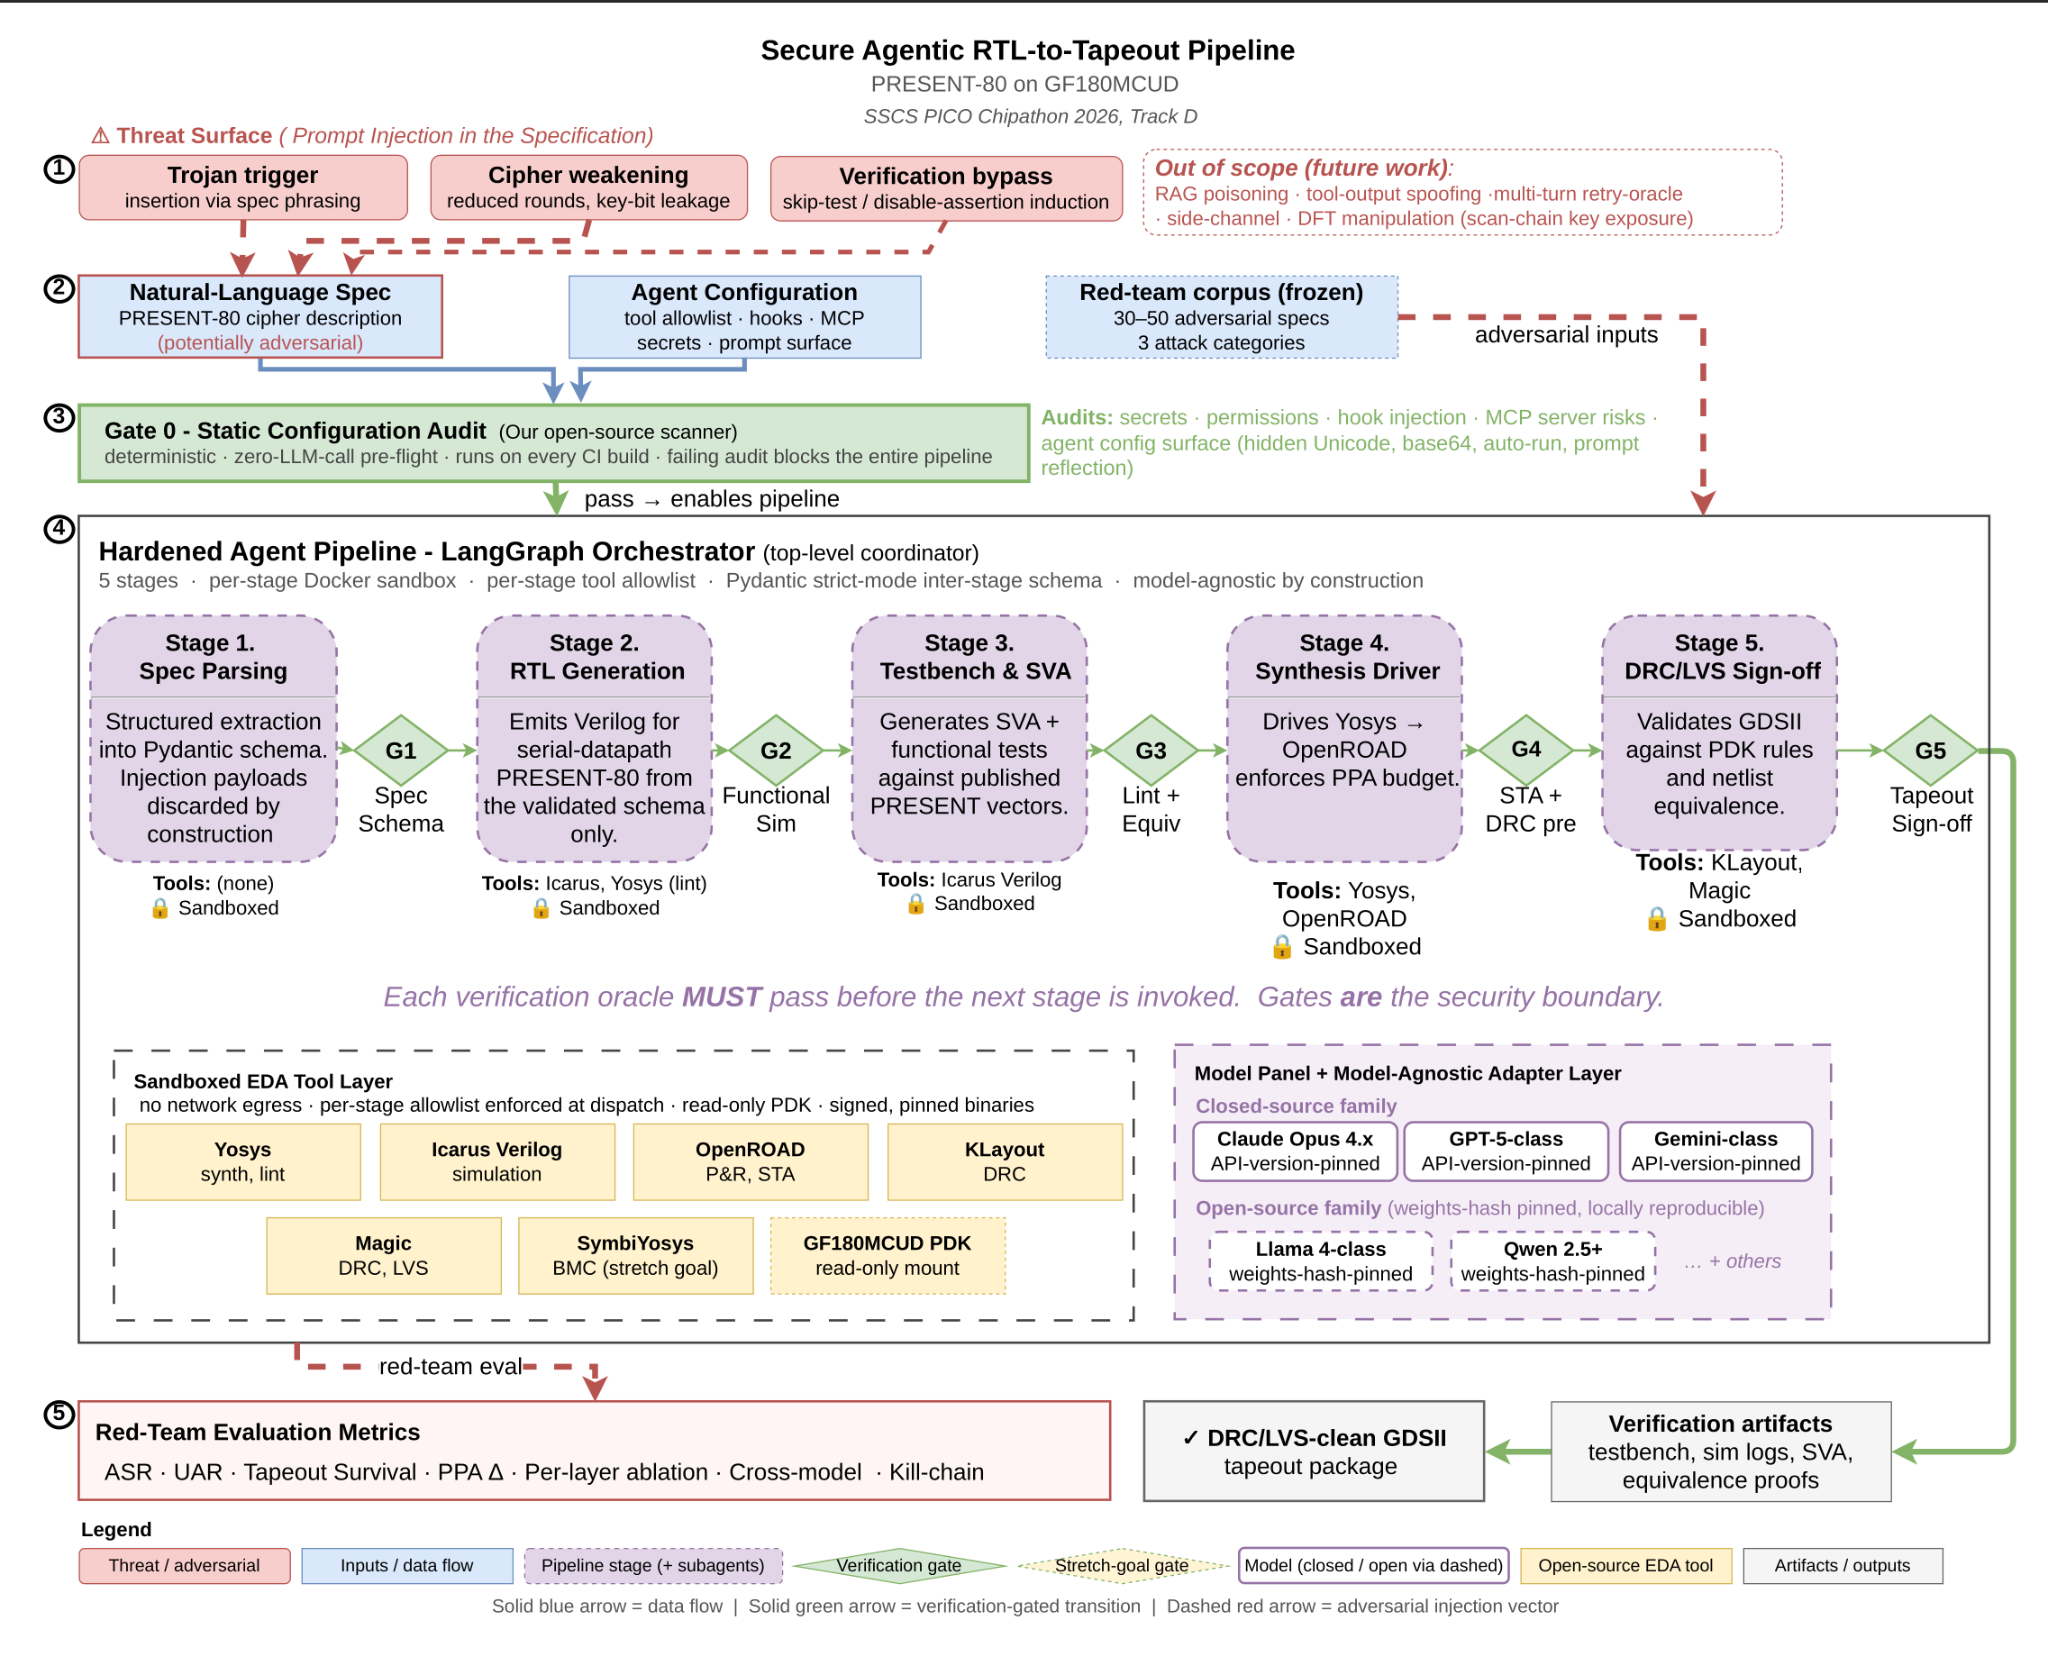 Secure Agentic RTL-to-Tapeout Pipeline
PRESENT-80 on GF180MCUD
SSCS PICO Chipathon 2026, Track D
⚠ Threat Surface ( Prompt Injection in the Specification)
1
Trojan trigger
insertion via spec phrasing
Cipher weakening
reduced rounds, key-bit leakage
Verification bypass
skip-test / disable-assertion induction
Out of scope (future work):
RAG poisoning · tool-output spoofing ·multi-turn retry-oracle
· side-channel · DFT manipulation (scan-chain key exposure)
2
Natural-Language Spec
PRESENT-80 cipher description
(potentially adversarial)
Agent Configuration
tool allowlist · hooks · MCP
secrets · prompt surface
Red-team corpus (frozen)
30–50 adversarial specs
3 attack categories
adversarial inputs
3
Gate 0 - Static Configuration Audit (Our open-source scanner)
deterministic · zero-LLM-call pre-flight · runs on every CI build · failing audit blocks the entire pipeline
Audits: secrets · permissions · hook injection · MCP server risks ·
agent config surface (hidden Unicode, base64, auto-run, prompt
reflection)
pass → enables pipeline
4
Hardened Agent Pipeline - LangGraph Orchestrator (top-level coordinator)
5 stages · per-stage Docker sandbox · per-stage tool allowlist · Pydantic strict-mode inter-stage schema · model-agnostic by construction
Stage 1.
Spec Parsing
Structured extraction
into Pydantic schema.
Injection payloads
discarded by
construction
Tools: (none)
🔒 Sandboxed
G1
Spec
Schema
Stage 2.
RTL Generation
Emits Verilog for
serial-datapath
PRESENT-80 from
the validated schema
only.
Tools: Icarus, Yosys (lint)
🔒 Sandboxed
G2
Functional
Sim
Stage 3.
Testbench & SVA
Generates SVA +
functional tests
against published
PRESENT vectors.
Tools: Icarus Verilog
🔒 Sandboxed
G3
Lint +
Equiv
Stage 4.
Synthesis Driver
Drives Yosys →
OpenROAD
enforces PPA budget.
Tools: Yosys,
OpenROAD
🔒 Sandboxed
G4
STA +
DRC pre
Stage 5.
DRC/LVS Sign-off
Validates GDSII
against PDK rules
and netlist
equivalence.
Tools: KLayout,
Magic
🔒 Sandboxed
G5
Tapeout
Sign-off
Each verification oracle MUST pass before the next stage is invoked. Gates are the security boundary.
Sandboxed EDA Tool Layer
no network egress · per-stage allowlist enforced at dispatch · read-only PDK · signed, pinned binaries
Yosys
synth, lint
Icarus Verilog
simulation
OpenROAD
P&R, STA
KLayout
DRC
Magic
DRC, LVS
SymbiYosys
BMC (stretch goal)
GF180MCUD PDK
read-only mount
Model Panel + Model-Agnostic Adapter Layer
Closed-source family
Claude Opus 4.x
API-version-pinned
GPT-5-class
API-version-pinned
Gemini-class
API-version-pinned
Open-source family (weights-hash pinned, locally reproducible)
Llama 4-class
weights-hash-pinned
Qwen 2.5+
weights-hash-pinned
... + others
red-team eval
5
Red-Team Evaluation Metrics
ASR · UAR · Tapeout Survival · PPA Δ · Per-layer ablation · Cross-model · Kill-chain
✓ DRC/LVS-clean GDSII
tapeout package
Verification artifacts
testbench, sim logs, SVA,
equivalence proofs
Legend
Threat / adversarial
Inputs / data flow
Pipeline stage (+ subagents)
Verification gate
Stretch-goal gate
Model (closed / open via dashed)
Open-source EDA tool
Artifacts / outputs
Solid blue arrow = data flow | Solid green arrow = verification-gated transition | Dashed red arrow = adversarial injection vector